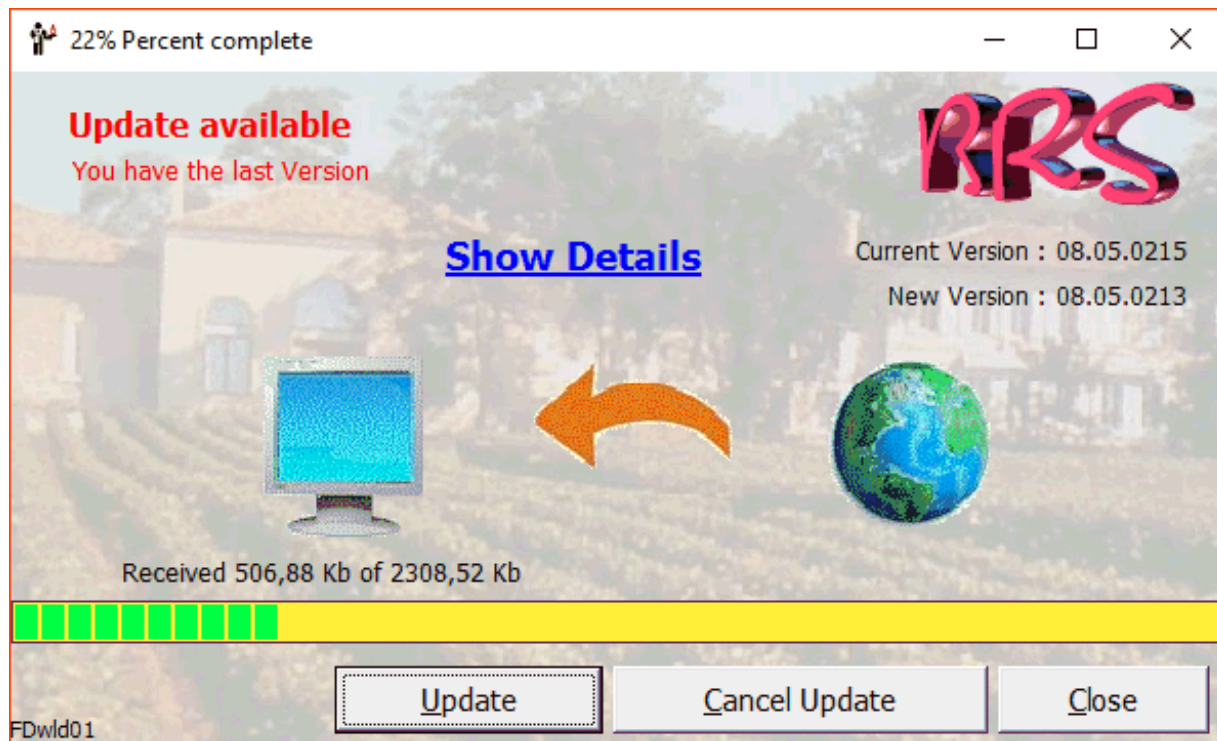 22% Percent complete
Update available
You have the last Version
RRS
Show Details
Current Version : 08.05.0215
New Version : 08.05.0213
Received 506,88 Kb of 2308,52 Kb
Update
Cancel Update
Close
FDwld01